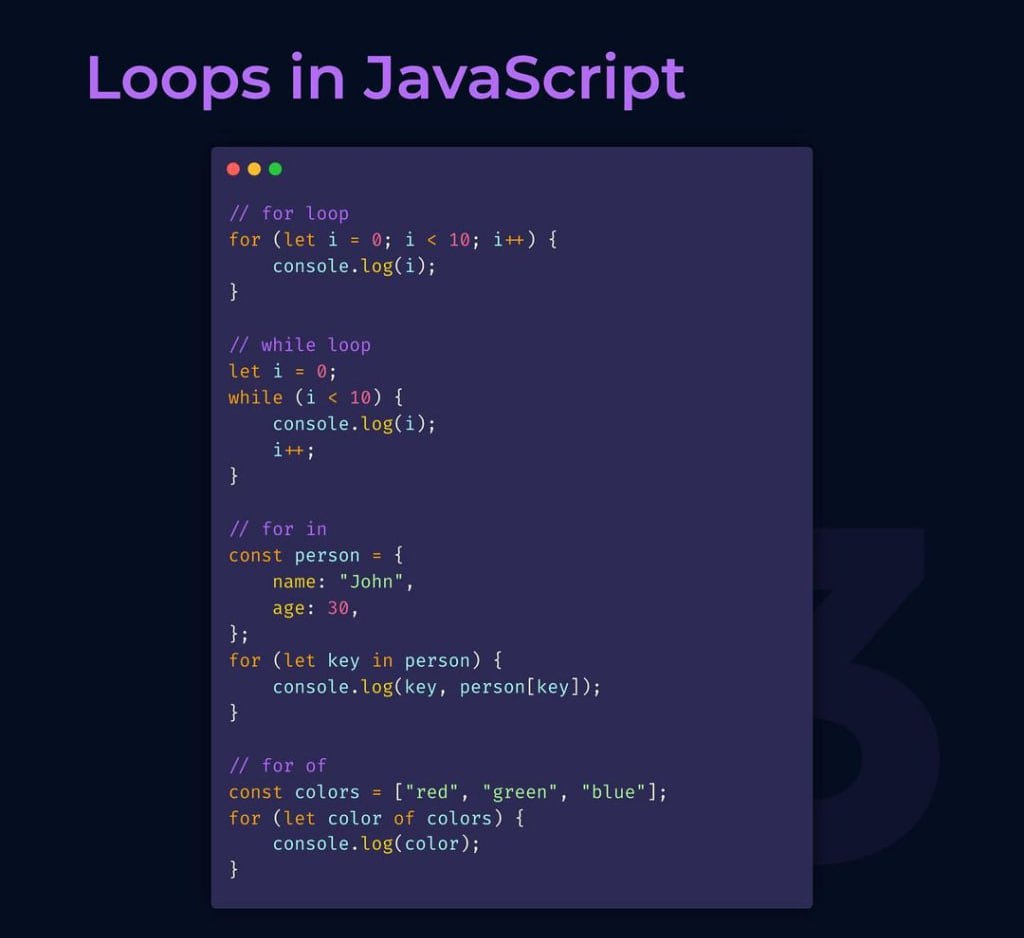 Loops in JavaScript
// for loop
for (let i = 0; i < 10; i++) {
    console.log(i);
}
// while loop
let i = 0;
while (i < 10) {
    console.log(i);
    i++;
}
// for in
const person = {
    name: "John",
    age: 30,
};
for (let key in person) {
    console.log(key, person[key]);
}
// for of
const colors = ["red", "green", "blue"];
for (let color of colors) {
    console.log(color);
}
3